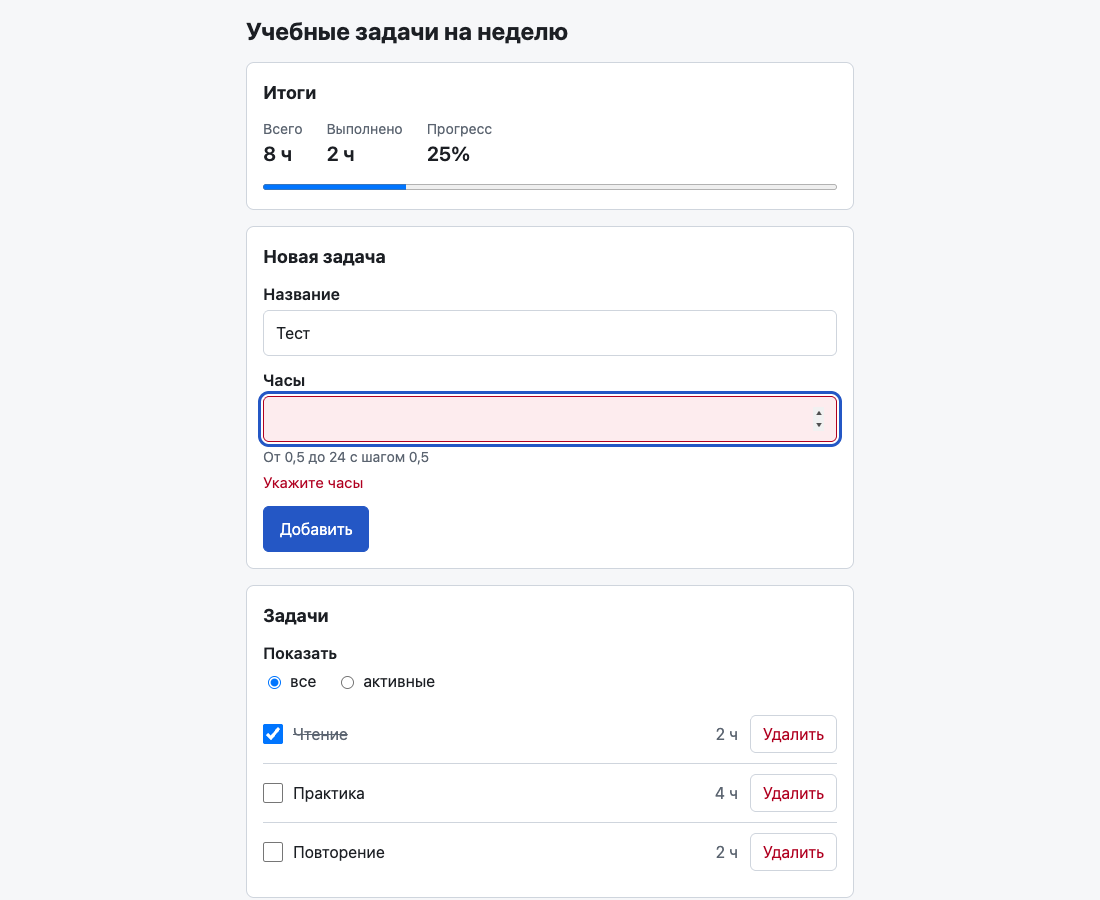 Учебные задачи на неделю
Итоги
Всего Выполнено Прогресс
8 ч 2 ч 25%
Новая задача
Название
Тест
Часы
От 0,5 до 24 с шагом 0,5
Укажите часы
Добавить
Задачи
Показать
все активные
Чтение 2 ч Удалить
Практика 4 ч Удалить
Повторение 2 ч Удалить